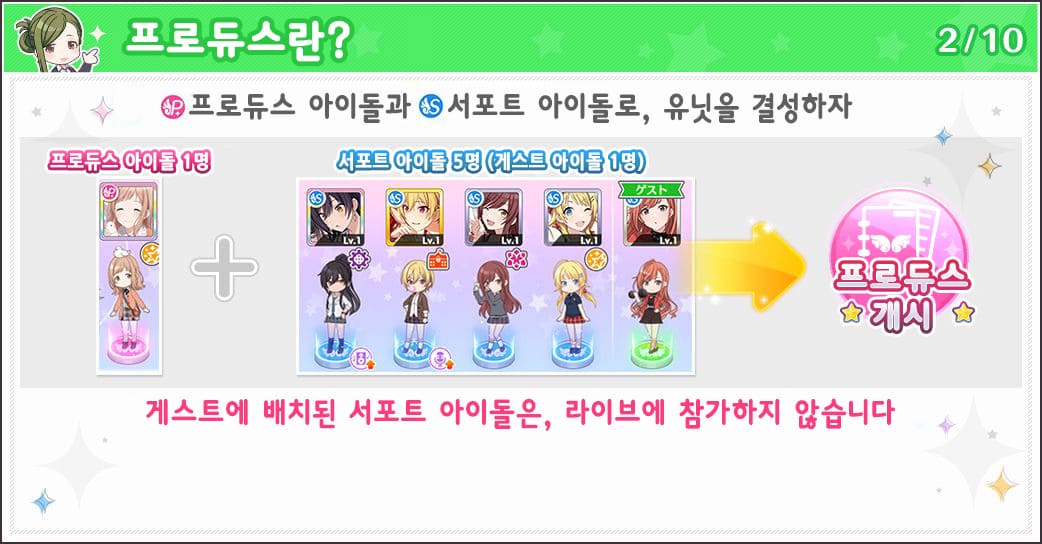 프로듀스란?
2/10
P 프로듀스 아이돌과 S 서포트 아이돌로, 유닛을 결성하자
프로듀스 아이돌 1명
서포트 아이돌 5명 (게스트 아이돌 1명)
P
S
S
S
S
ゲスト
Lv.1
Lv.1
Lv.1
Lv.1
Lv.1
프로듀스
개시
게스트에 배치된 서포트 아이돌은, 라이브에 참가하지 않습니다